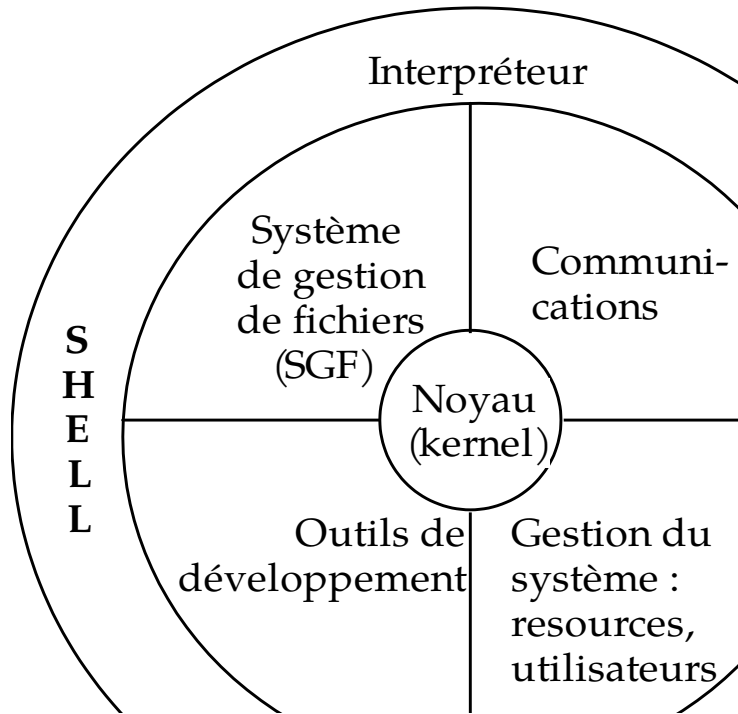 Interpréteur
Système
de gestion
de fichiers
(SGF)
Communi-
cations
S
H
E
L
L
Noyau
(kernel)
Outils de
développement
Gestion du
système :
resources,
utilisateurs